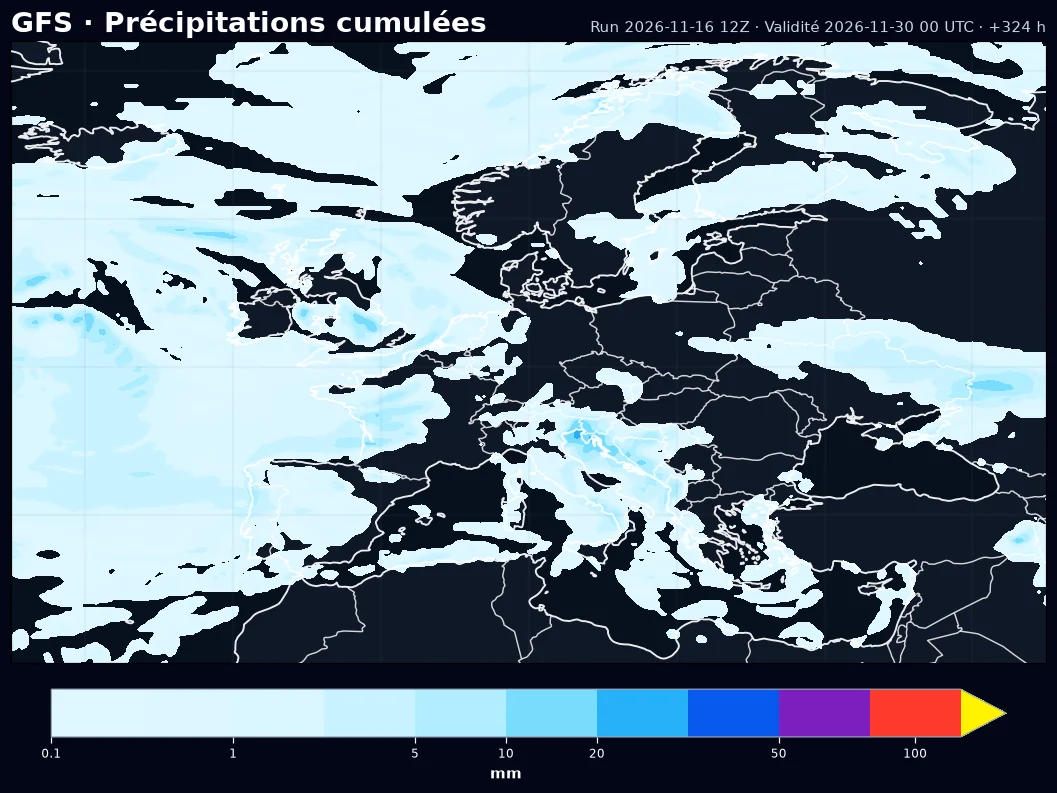 GFS · Précipitations cumulées
Run 2026-11-16 12Z · Validité 2026-11-30 00 UTC · +324 h
0.1 1 5 10 20 50 100
mm